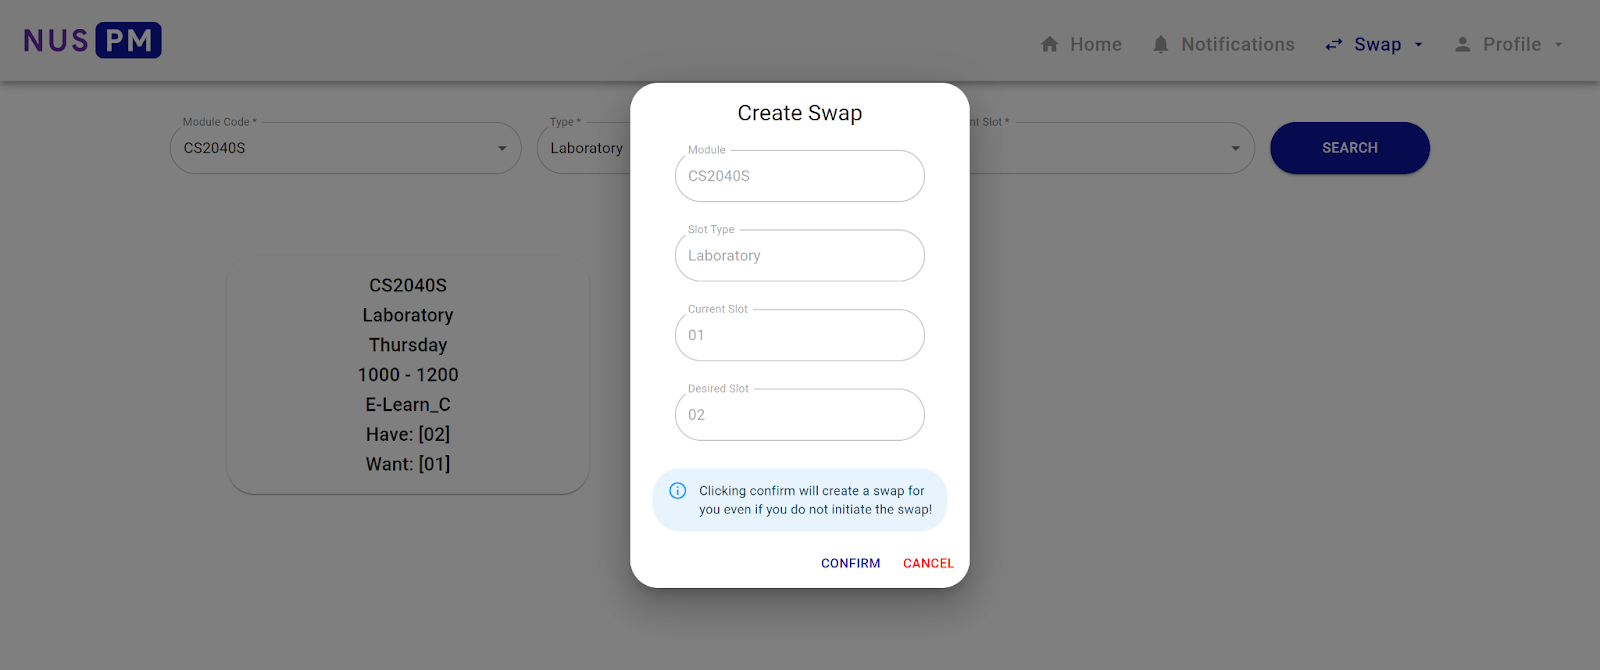 NUS PM
Home
Notifications
Swap
Profile
Module Code *
CS2040S
Type *
Laboratory
nt Slot *
SEARCH
CS2040S
Laboratory
Thursday
1000 - 1200
E-Learn_C
Have: [02]
Want: [01]
Create Swap
Module
CS2040S
Slot Type
Laboratory
Current Slot
01
Desired Slot
02
Clicking confirm will create a swap for
you even if you do not initiate the swap!
CONFIRM
CANCEL